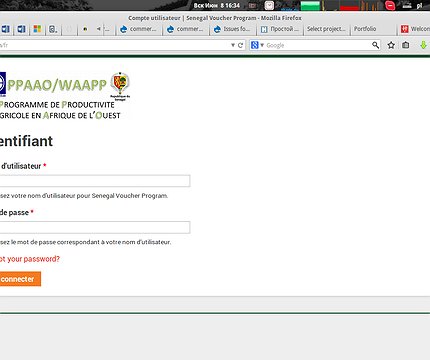 Вск Июн 8 16:34 pl
Compte utilisateur | Senegal Voucher Program - Mozilla Firefox
commer... commer... Issues fo... Простой ... Select project Portfolio Welcom
/fr Google
PPAAO/WAAPP
République du Sénégal
PROGRAMME DE PRODUCTIVITE
AGRICOLE EN AFRIQUE DE L'OUEST
entifiant
d'utilisateur *
sez votre nom d'utilisateur pour Senegal Voucher Program.
de passe *
sez le mot de passe correspondant à votre nom d'utilisateur.
ot your password?
connecter